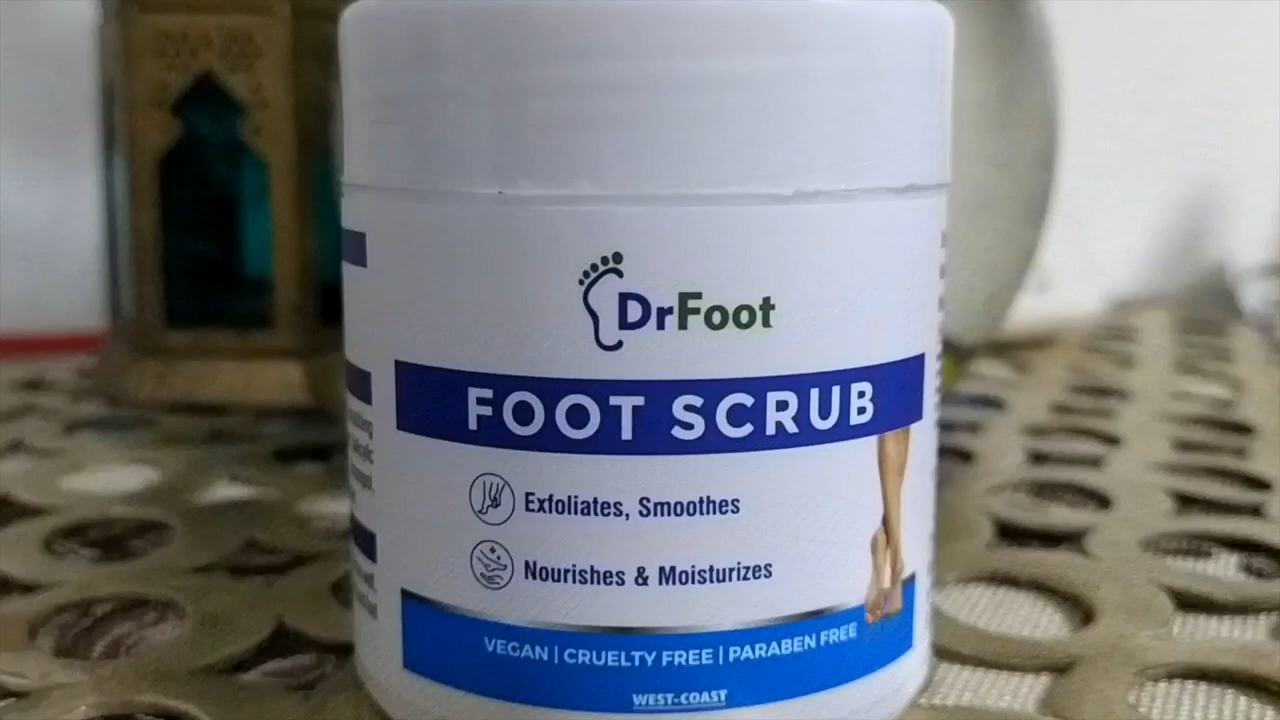 DrFoot
FOOT SCRUB
Exfoliates, Smoothes
Nourishes & Moisturizes
VEGAN | CRUELTY FREE | PARABEN FREE
WEST-COAST